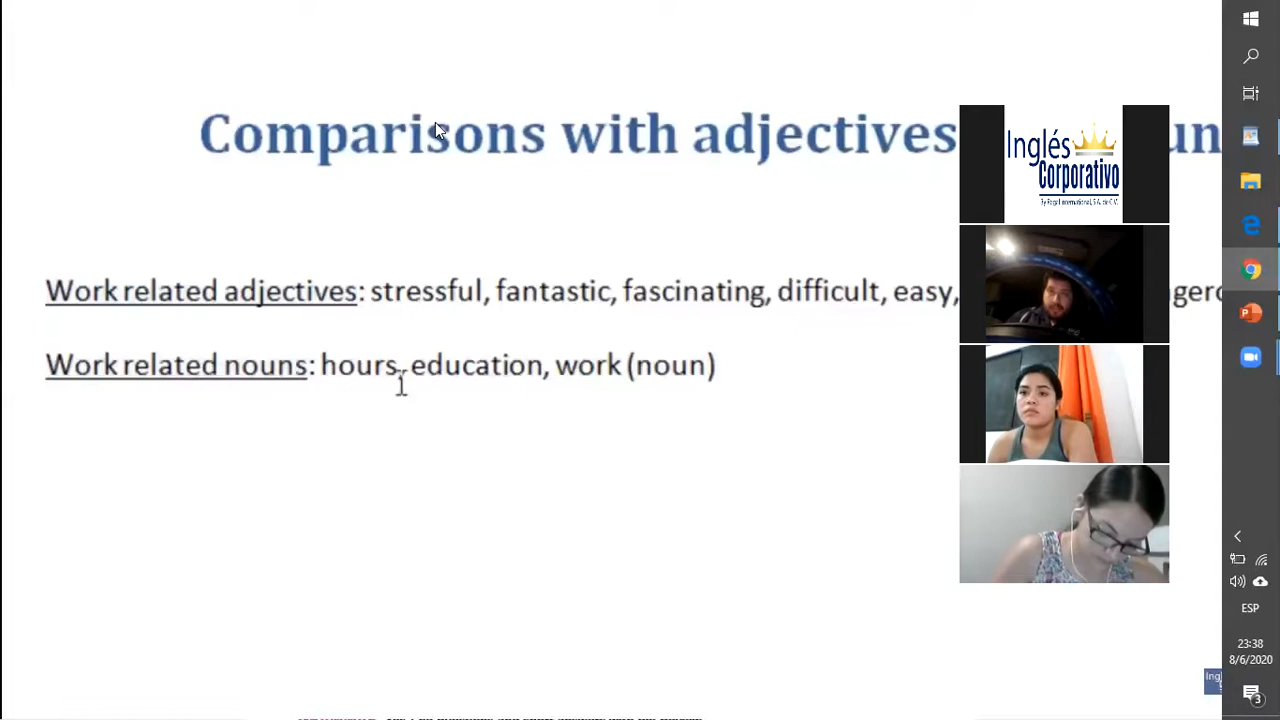 Comparisons with adjectives
Inglés
Corporativo
Work related adjectives: stressful, fantastic, fascinating, difficult, easy,
Work related nouns: hours, education, work (noun)
ESP
23:38
8/6/2020
3